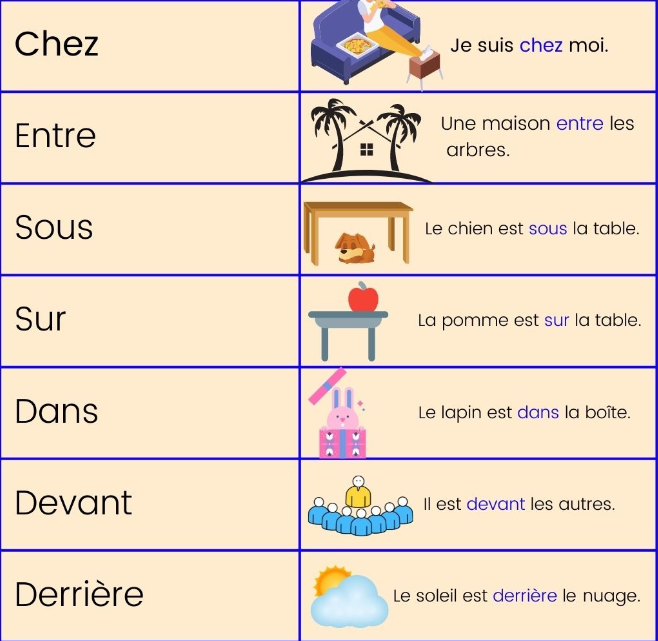 Chez
Je suis chez moi.
Entre
Une maison entre les
arbres.
Sous
Le chien est sous la table.
Sur
La pomme est sur la table.
Dans
Le lapin est dans la boîte.
Devant
Il est devant les autres.
Derrière
Le soleil est derrière le nuage.